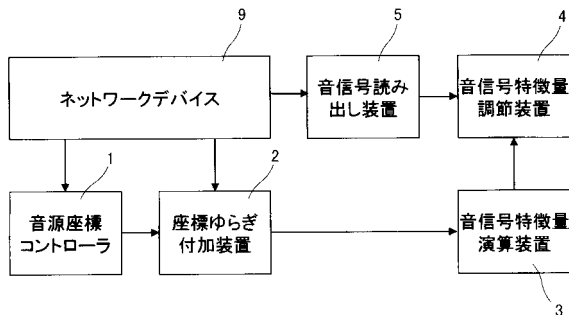 9
5
4
ネットワークデバイス
音信号読み
出し装置
音信号特徴量
調節装置
1
2
音源座標
コントローラ
座標ゆらぎ
付加装置
音信号特徴量
演算装置
3